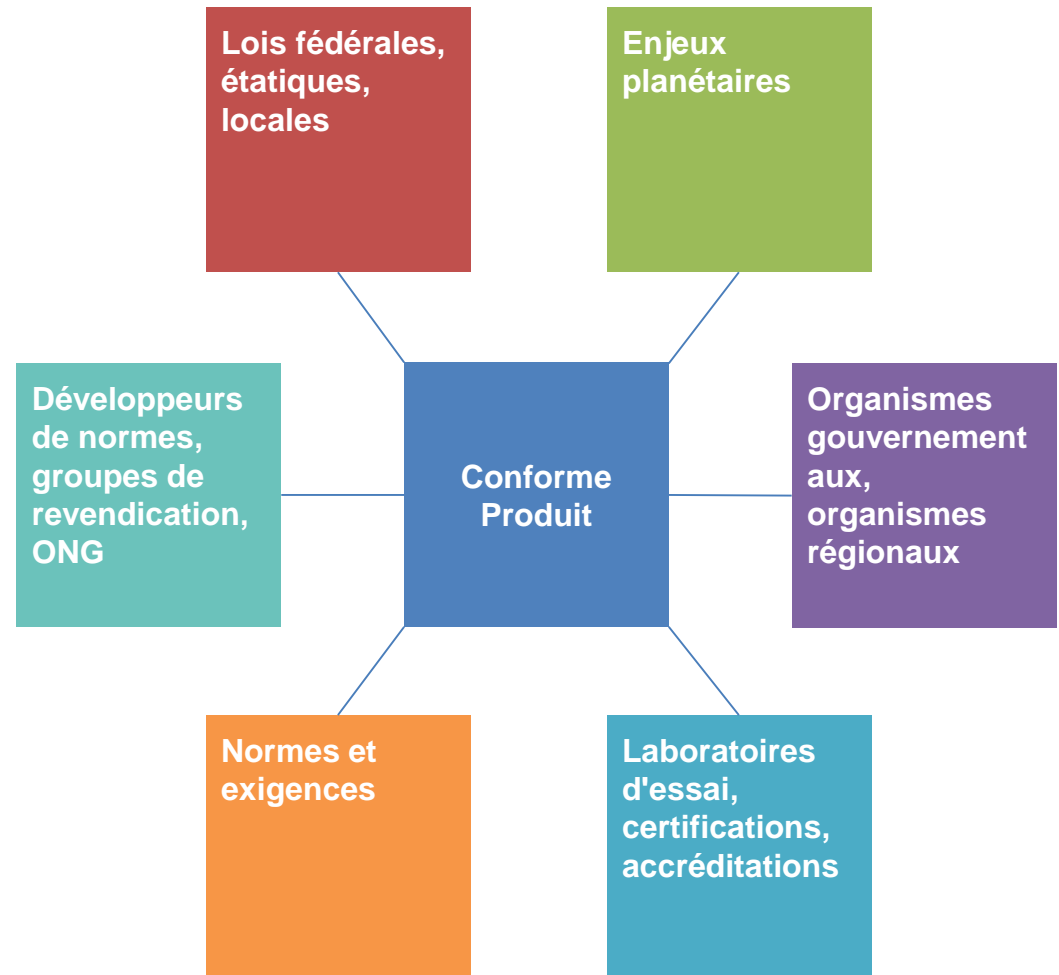 Lois fédérales,
étatiques,
locales
Enjeux
planétaires
Développeurs
de normes,
groupes de
revendication,
ONG
Conforme
Produit
Organismes
gouvernement
aux,
organismes
régionaux
Normes et
exigences
Laboratoires
d'essai,
certifications,
accréditations